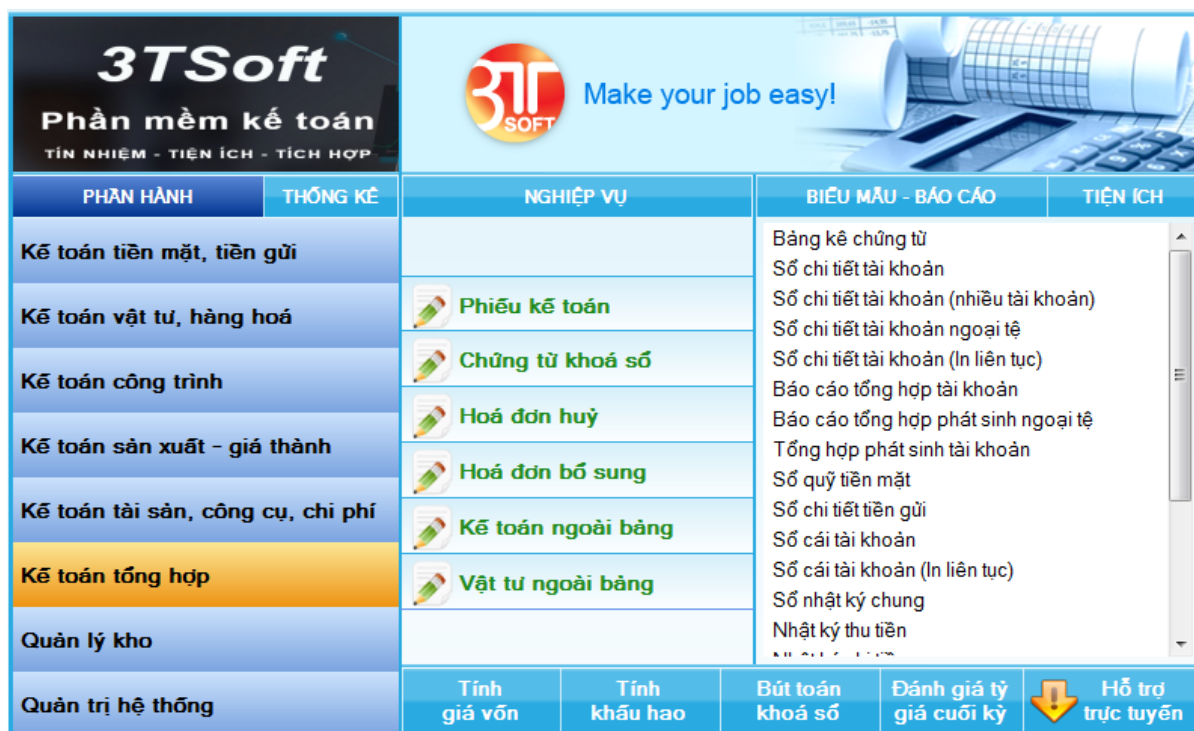 3TSoft
Phần mềm kế toán
TÍN NHIỆM - TIỆN ÍCH - TÍCH HỢP
3T
SOFT
Make your job easy!
PHÂN HÀNH
THỐNG KÊ
NGHIỆP VỤ
BIỂU MẪU - BÁO CÁO
TIỆN ÍCH
Kế toán tiền mặt, tiền gửi
Kế toán vật tư, hàng hoá
Kế toán công trình
Kế toán sản xuất - giá thành
Kế toán tài sản, công cụ, chi phí
Kế toán tổng hợp
Quản lý kho
Quản trị hệ thống
Phiếu kế toán
Chứng từ khoá sổ
Hoá đơn huỷ
Hoá đơn bổ sung
Kế toán ngoài bảng
Vật tư ngoài bảng
Bảng kê chứng từ
Sổ chi tiết tài khoản
Sổ chi tiết tài khoản (nhiều tài khoản)
Sổ chi tiết tài khoản ngoại tệ
Sổ chi tiết tài khoản (In liên tục)
Báo cáo tổng hợp tài khoản
Báo cáo tổng hợp phát sinh ngoại tệ
Tổng hợp phát sinh tài khoản
Sổ quỹ tiền mặt
Sổ chi tiết tiền gửi
Sổ cái tài khoản
Sổ cái tài khoản (In liên tục)
Sổ nhật ký chung
Nhật ký thu tiền
Tính
giá vốn
Tính
khấu hao
Bút toán
khoá sổ
Đánh giá tỷ
giá cuối kỳ
Hỗ trợ
trực tuyến